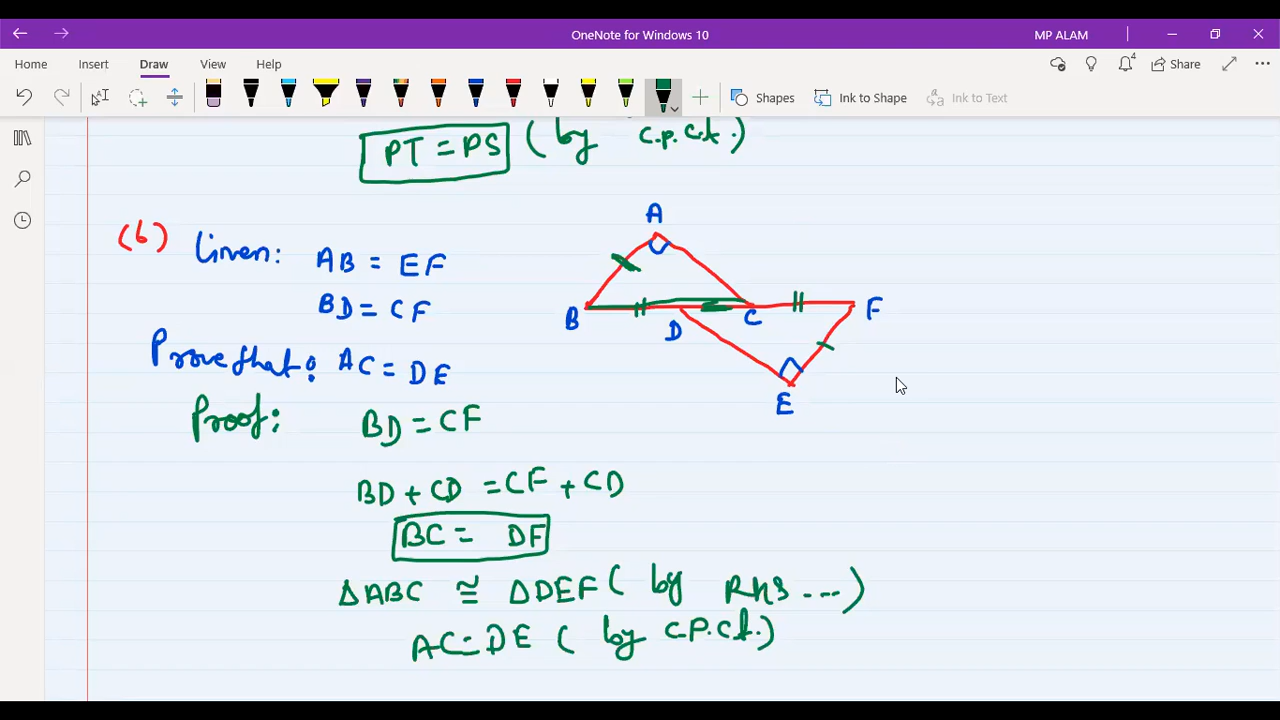 OneNote for Windows 10
MP ALAM
Home Insert Draw View Help
Share
Shapes
Ink to Shape
Ink to Text
PT = PS (by c.p.c.t.)
(6) Given: AB = EF
BD = CF
Prove that: AC = DE
Proof: BD = CF
BD + CD = CF + CD
BC = DF
ΔABC ≅ ΔDEF (by RHS ...)
AC = DE (by C.P.C.t.)
A
B
D
C
F
E